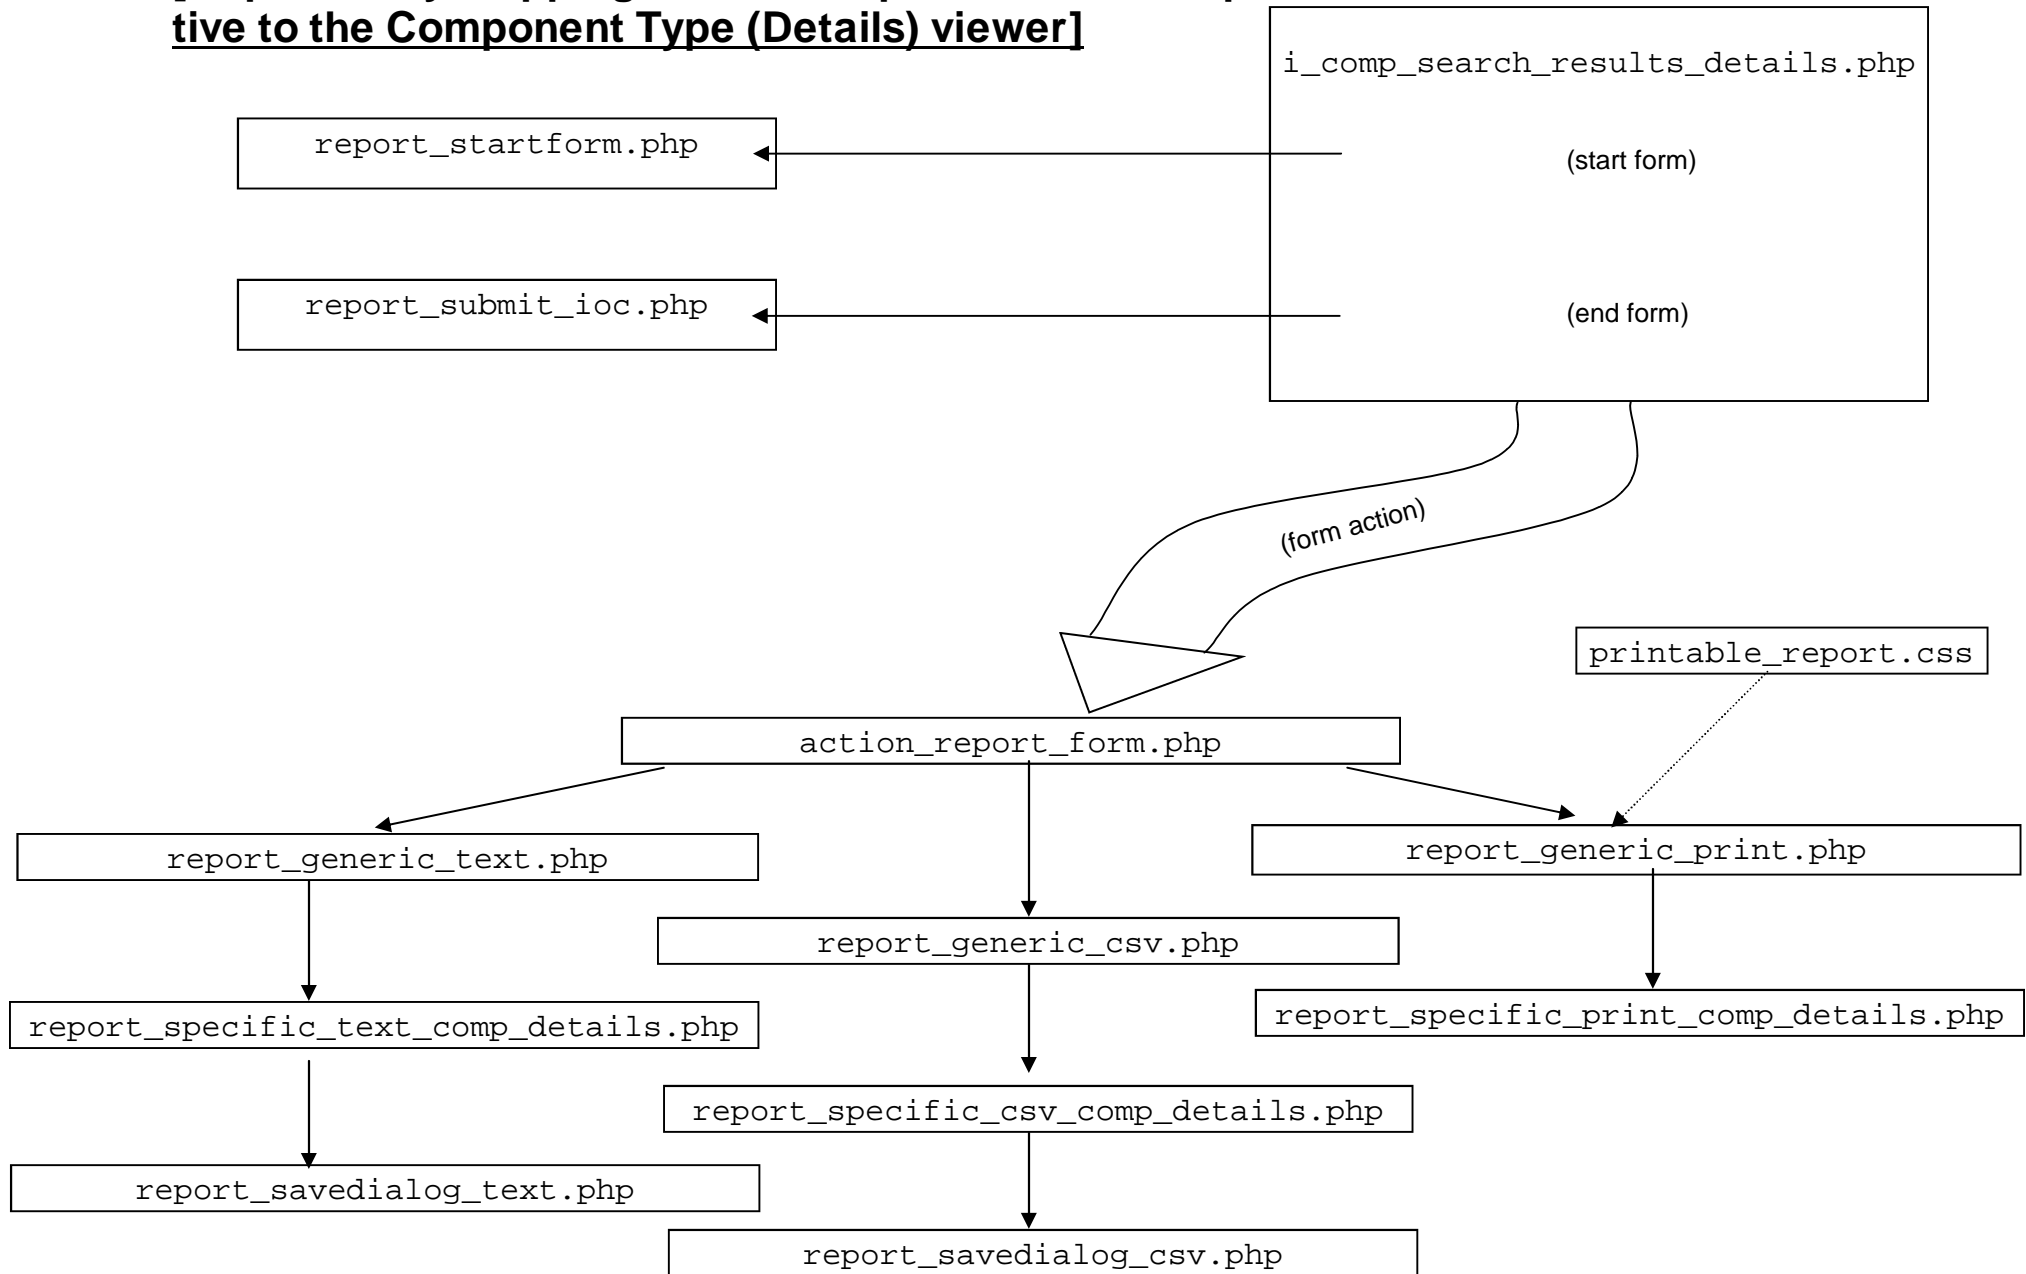 tive to the Component Type (Details) viewer]
i_comp_search_results_details.php
report_startform.php
(start form)
report_submit_ioc.php
(end form)
(form action)
printable_report.css
action_report_form.php
report_generic_text.php
report_generic_print.php
report_generic_csv.php
report_specific_text_comp_details.php
report_specific_print_comp_details.php
report_specific_csv_comp_details.php
report_savedialog_text.php
report_savedialog_csv.php